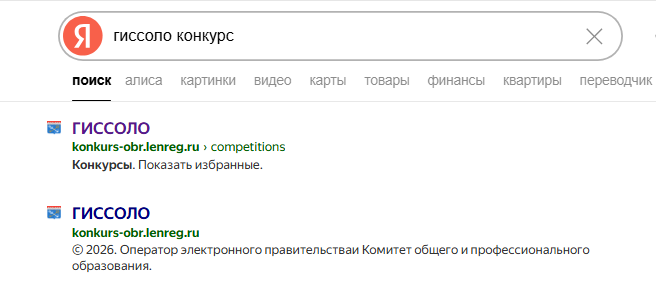 Я гиссоло конкурс
поиск алиса картинки видео карты товары финансы квартиры переводчик
ГИССОЛО
konkurs-obr.lenreg.ru › competitions
Конкурсы. Показать избранные.
ГИССОЛО
konkurs-obr.lenreg.ru
© 2026. Оператор электронного правительстваи Комитет общего и профессионального
образования.